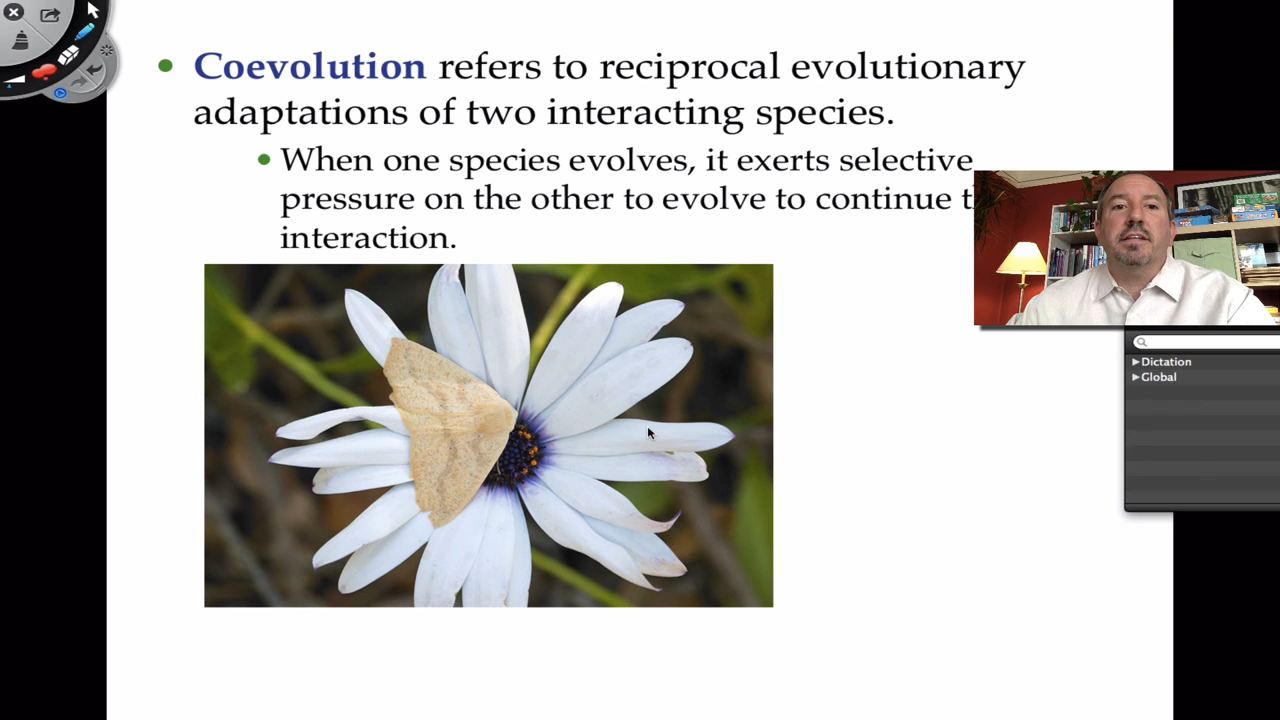 Coevolution refers to reciprocal evolutionary
adaptations of two interacting species.
When one species evolves, it exerts selective
pressure on the other to evolve to continue
interaction.
Dictation
Global